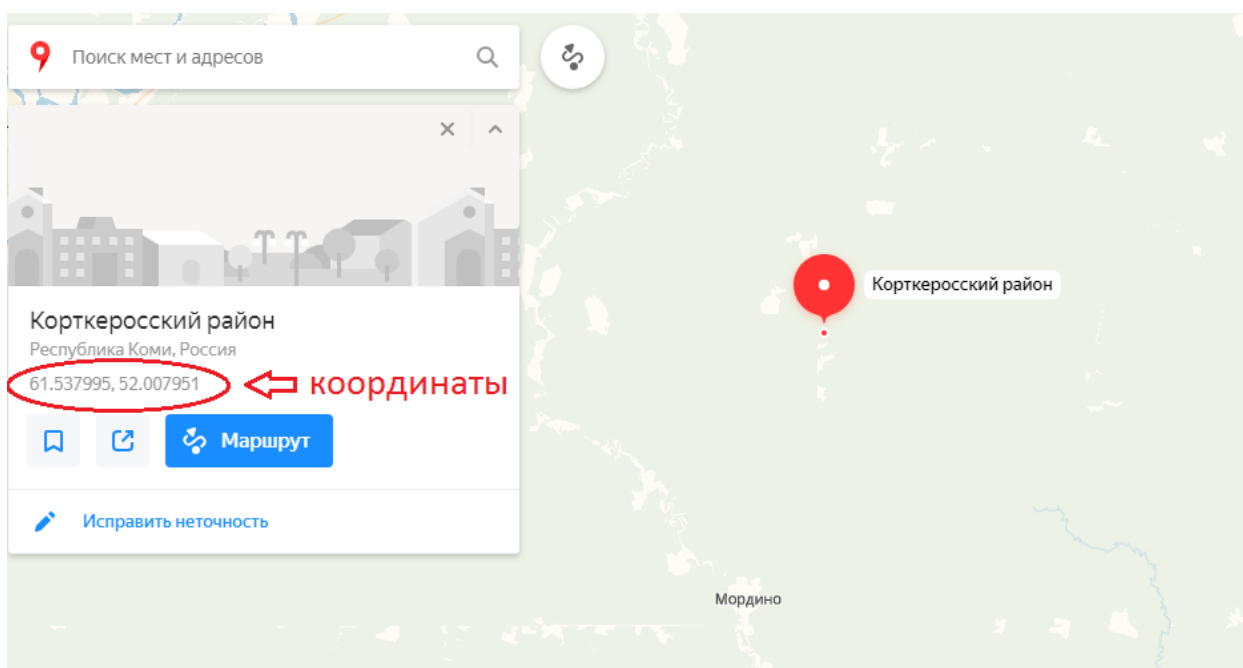 Поиск мест и адресов
Корткеросский район
Республика Коми, Россия
61.537995, 52.007951
координаты
Маршрут
Исправить неточность
Корткеросский район
Мордино